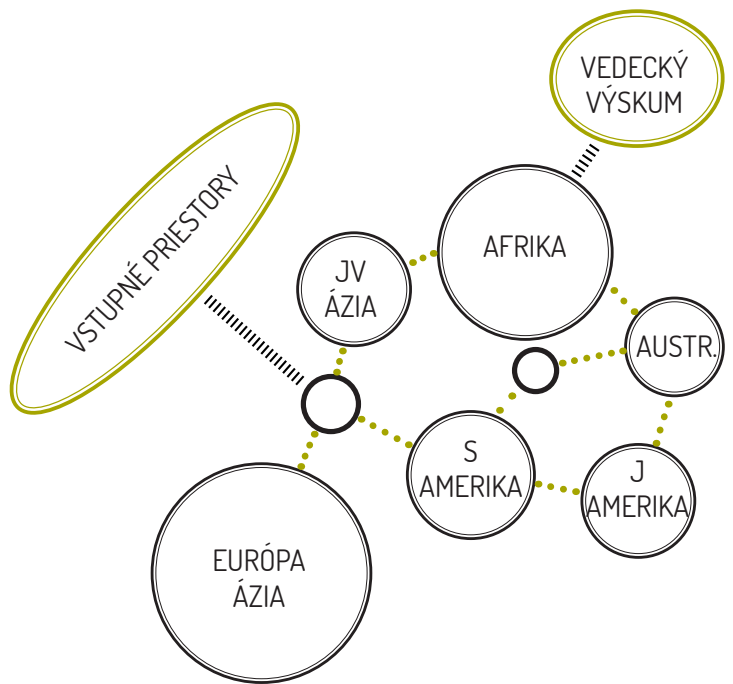 VEDECKÝ
VÝSKUM
VSTUPNÉ PRIESTORY
AFRIKA
JV
ÁZIA
AUSTR.
S
AMERIKA
J
AMERIKA
EURÓPA
ÁZIA